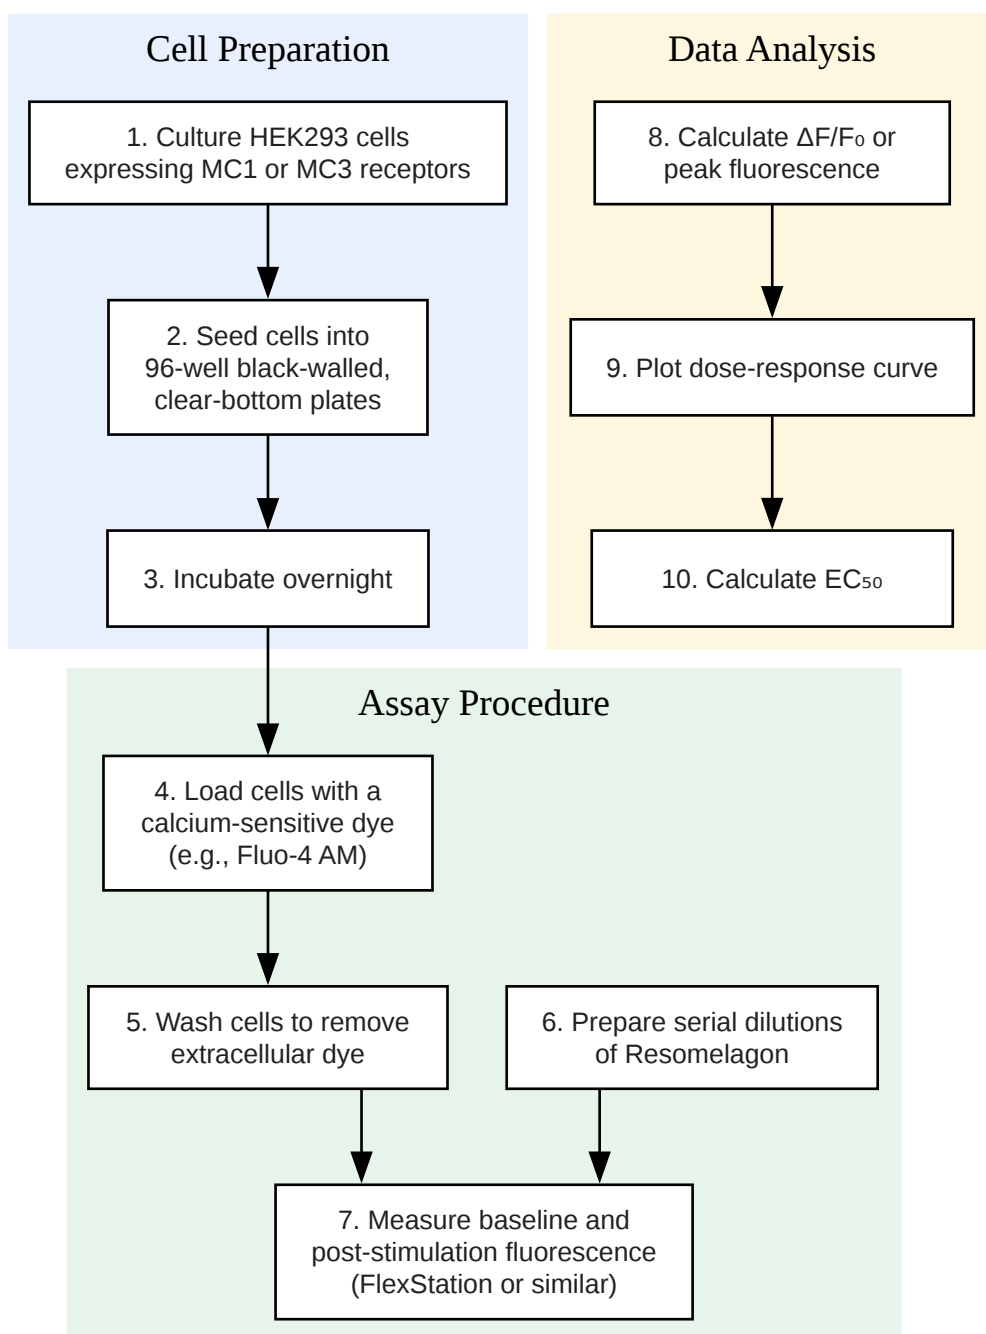 Cell Preparation
1. Culture HEK293 cells
expressing MC1 or MC3 receptors
2. Seed cells into
96-well black-walled,
clear-bottom plates
3. Incubate overnight
Data Analysis
8. Calculate ΔF/F₀ or
peak fluorescence
9. Plot dose-response curve
10. Calculate EC₅₀
Assay Procedure
4. Load cells with a
calcium-sensitive dye
(e.g., Fluo-4 AM)
5. Wash cells to remove
extracellular dye
6. Prepare serial dilutions
of Resomelagon
7. Measure baseline and
post-stimulation fluorescence
(FlexStation or similar)